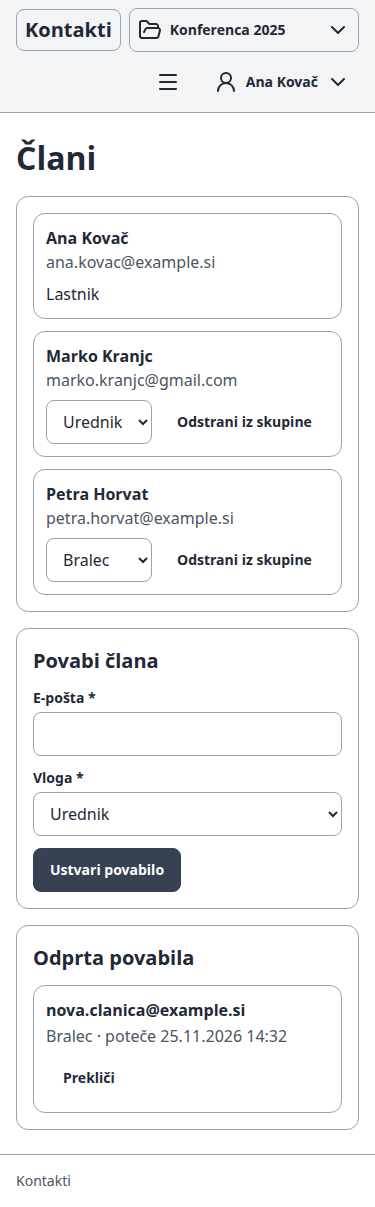 Kontakti
Konferenca 2025
Ana Kovač
Člani
Ana Kovač
ana.kovac@example.si
Lastnik
Marko Kranjc
marko.kranjc@gmail.com
Urednik
Odstrani iz skupine
Petra Horvat
petra.horvat@example.si
Bralec
Odstrani iz skupine
Povabi člana
E-pošta *
Vloga *
Urednik
Ustvari povabilo
Odprta povabila
nova.clanica@example.si
Bralec · poteče 25.11.2026 14:32
Prekliči
Kontakti